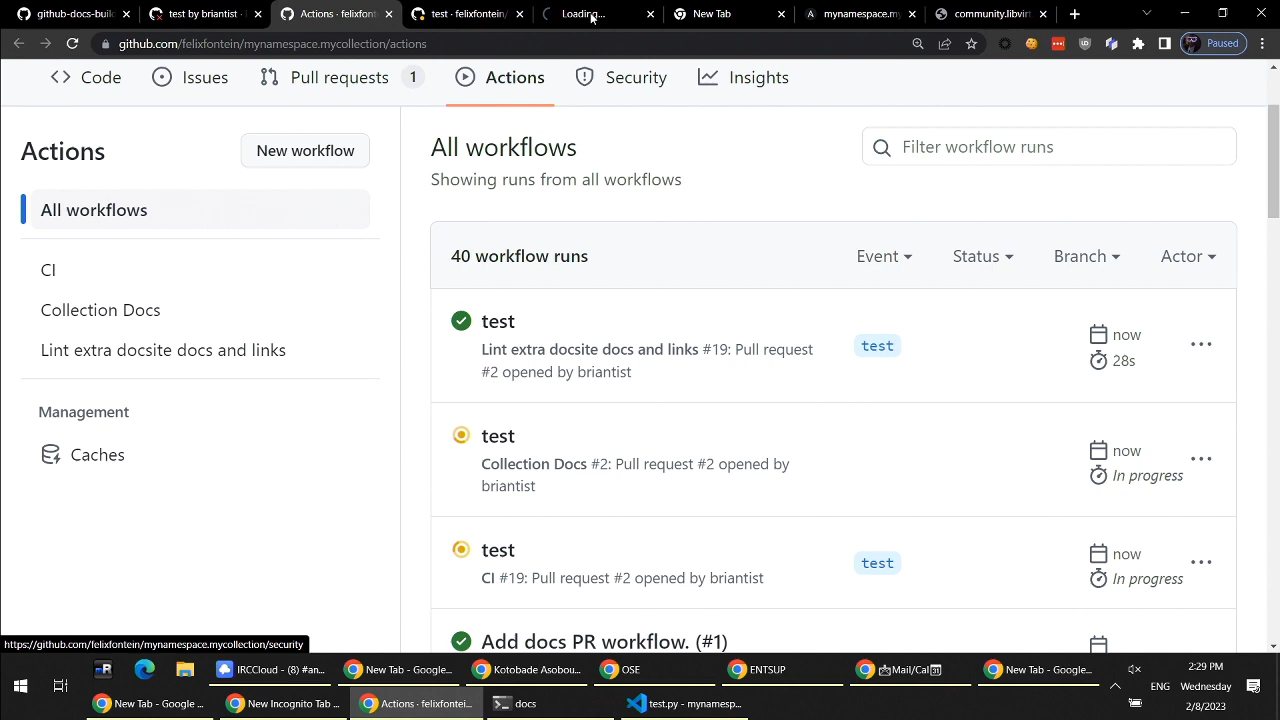 github-docs-build
test by briantist ·
Actions · felixfont
test · felixfontein/
Loading...
New Tab
mynamespace.my
community.libvir
github.com/felixfontein/mynamespace.mycollection/actions
Paused
Code
Issues
Pull requests 1
Actions
Security
Insights
Actions
New workflow
All workflows
CI
Collection Docs
Lint extra docsite docs and links
Management
Caches
All workflows
Showing runs from all workflows
Filter workflow runs
40 workflow runs
Event
Status
Branch
Actor
test
Lint extra docsite docs and links #19: Pull request
#2 opened by briantist
test
now
28s
test
Collection Docs #2: Pull request #2 opened by
briantist
now
In progress
test
CI #19: Pull request #2 opened by briantist
test
now
In progress
Add docs PR workflow. (#1)
https://github.com/felixfontein/mynamespace.mycollection/security
IRCCloud - (8) #an...
New Tab - Google...
Kotobade Asobou...
OSE
ENTSUP
Mail/Cal
New Tab - Google...
New Tab - Google ...
New Incognito Tab ...
Actions · felixfontei...
docs
test.py - mynamesp...
ENG
2:29 PM
Wednesday
2/8/2023